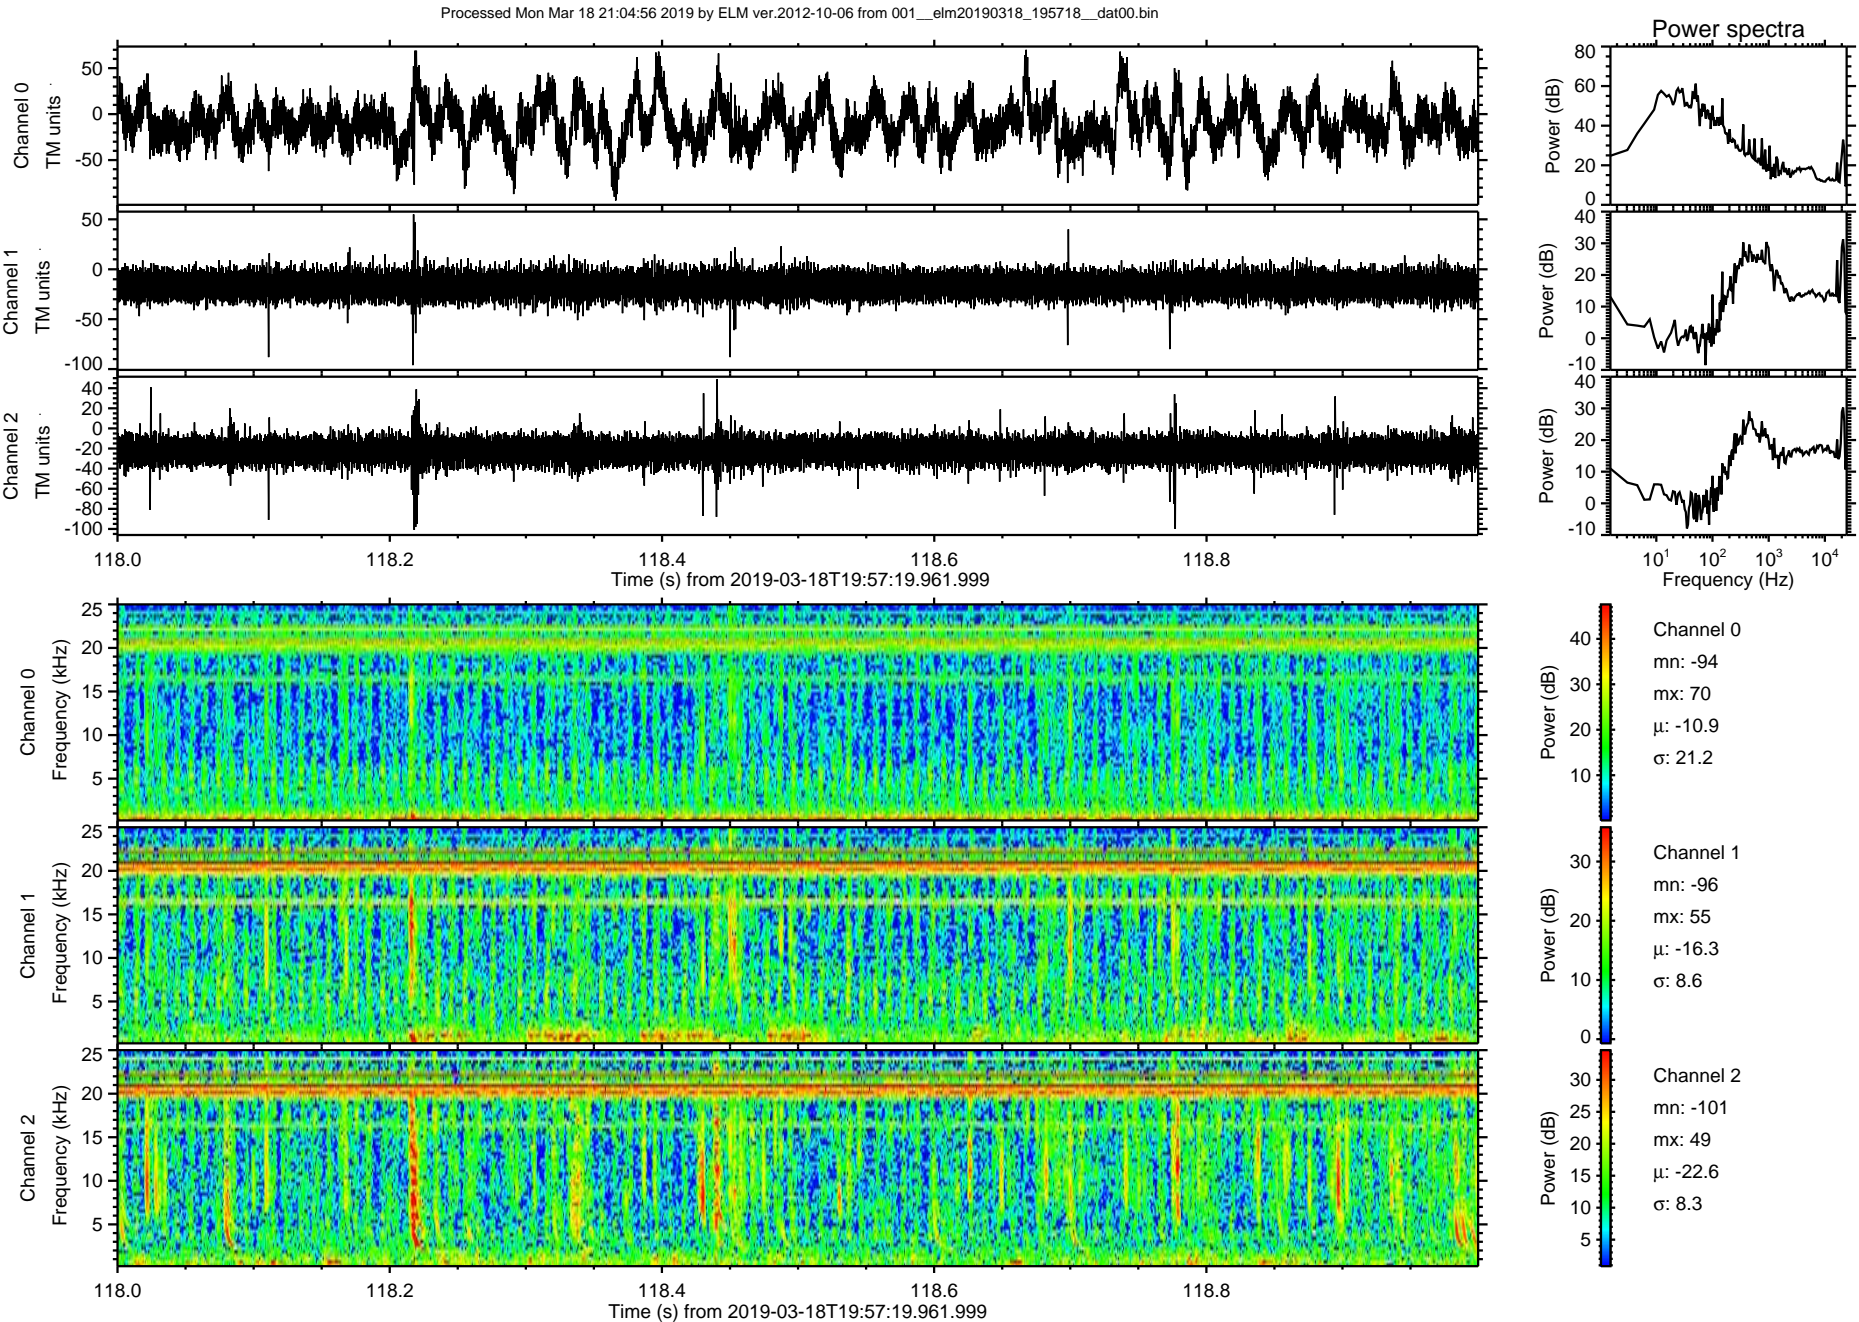 Processed Mon Mar 18 21:04:56 2019 by ELM ver.2012-10-06 from 001__elm20190318_195718__dat00.bin
Power spectra
Channel 0
TM units
50
0
-50
Power (dB)
80
60
40
20
0
Channel 1
TM units
50
0
-50
-100
Power (dB)
40
30
20
10
0
-10
Channel 2
TM units
40
20
0
-20
-40
-60
-80
-100
Power (dB)
40
30
20
10
0
-10
118.0 118.2 118.4 118.6 118.8
Time (s) from 2019-03-18T19:57:19.961.999
10^1 10^2 10^3 10^4
Frequency (Hz)
Channel 0
Frequency (kHz)
25
20
15
10
5
Power (dB)
40
30
20
10
Channel 0
mn: -94
mx: 70
µ: -10.9
σ: 21.2
Channel 1
Frequency (kHz)
25
20
15
10
5
Power (dB)
30
20
10
0
Channel 1
mn: -96
mx: 55
µ: -16.3
σ: 8.6
Channel 2
Frequency (kHz)
25
20
15
10
5
Power (dB)
30
25
20
15
10
5
Channel 2
mn: -101
mx: 49
µ: -22.6
σ: 8.3
118.0 118.2 118.4 118.6 118.8
Time (s) from 2019-03-18T19:57:19.961.999